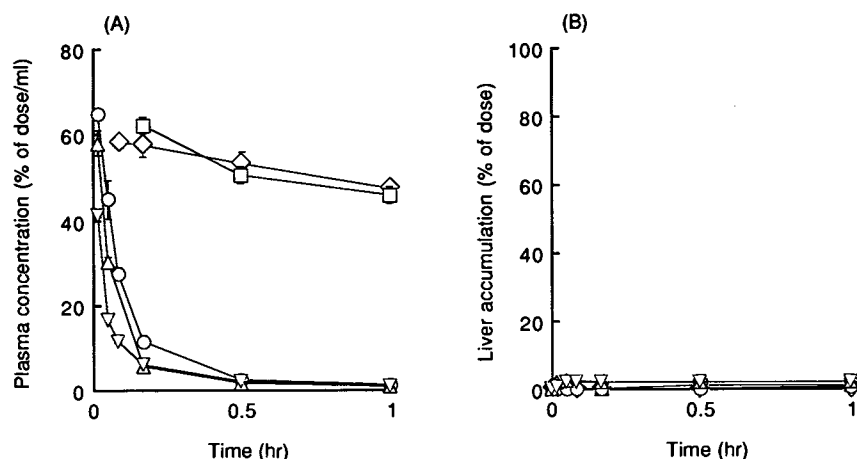 (A)
Plasma concentration (% of dose/ml)
80
60
40
20
0
0
0.5
1
Time (hr)
(B)
Liver accumulation (% of dose)
100
80
60
40
20
0
0
0.5
1
Time (hr)